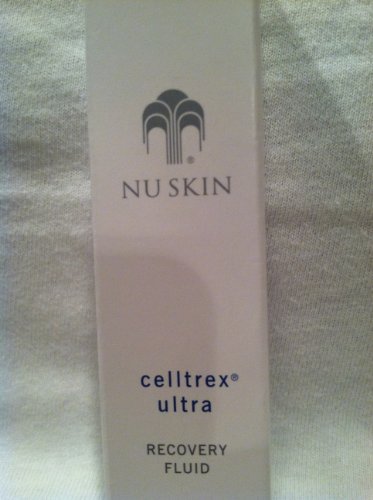 ®
NU SKIN
celltrex®
ultra
RECOVERY
FLUID